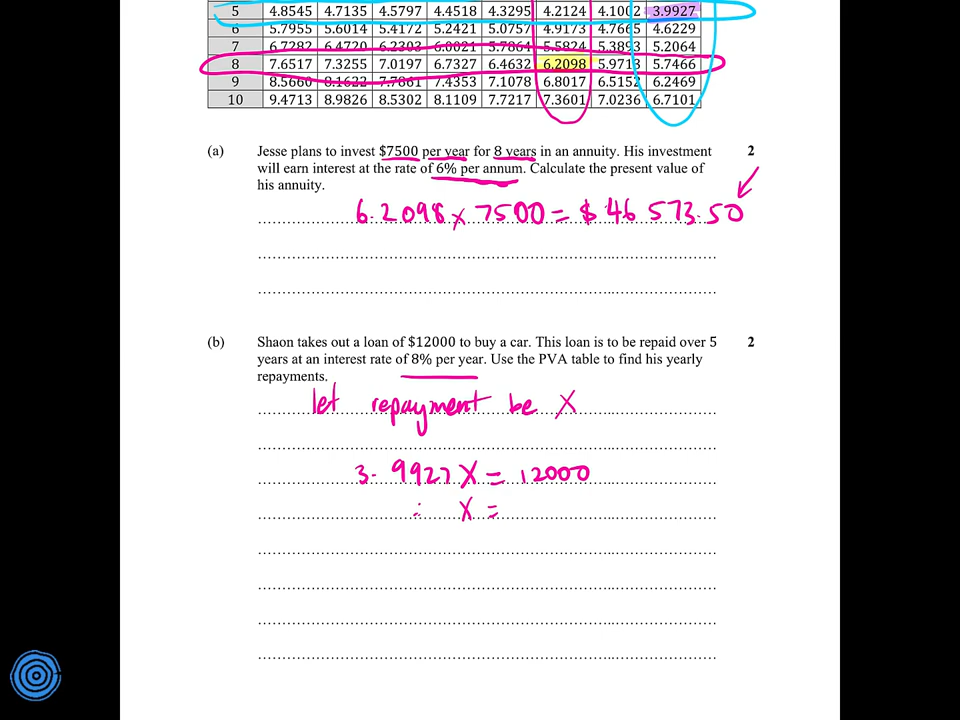 5 4.8545 4.7135 4.5797 4.4518 4.3295 4.2124 4.1002 3.9927
6 5.7955 5.6014 5.4172 5.2421 5.0757 4.9173 4.7665 4.6229
7 6.7282 6.4720 6.2303 6.0021 5.7864 5.5824 5.3893 5.2064
8 7.6517 7.3255 7.0197 6.7327 6.4632 6.2098 5.9713 5.7466
9 8.5660 8.1622 7.7861 7.4353 7.1078 6.8017 6.5152 6.2469
10 9.4713 8.9826 8.5302 8.1109 7.7217 7.3601 7.0236 6.7101
(a) Jesse plans to invest $7500 per year for 8 years in an annuity. His investment 2
will earn interest at the rate of 6% per annum. Calculate the present value of
his annuity.
6.2098 x 7500 = $46 573.50
(b) Shaon takes out a loan of $12000 to buy a car. This loan is to be repaid over 5 2
years at an interest rate of 8% per year. Use the PVA table to find his yearly
repayments.
let repayment be X
3.9927 X = 12000
∴ X =